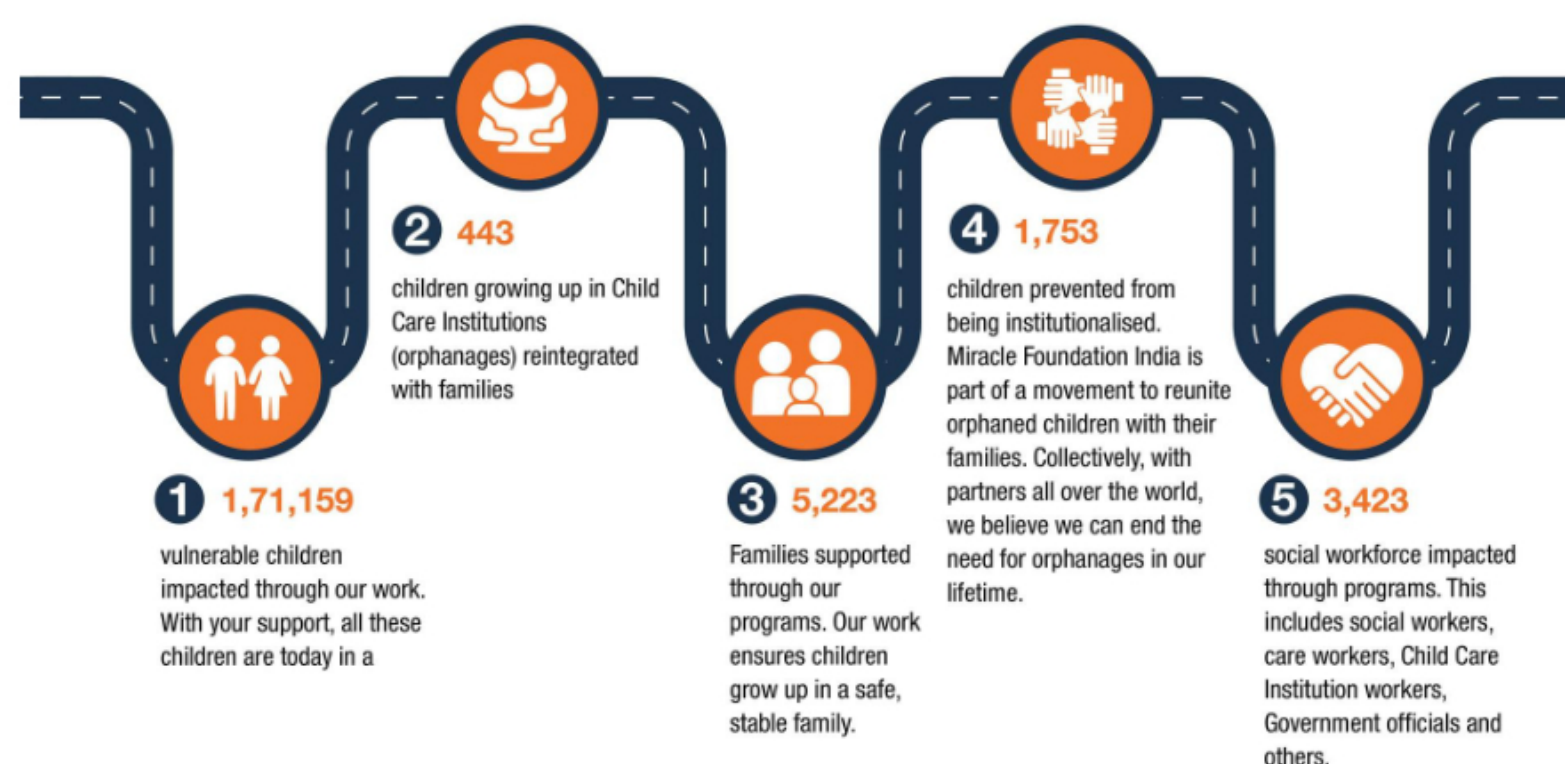 1 1,71,159
vulnerable children
impacted through our work.
With your support, all these
children are today in a
2 443
children growing up in Child
Care Institutions
(orphanages) reintegrated
with families
3 5,223
Families supported
through our
programs. Our work
ensures children
grow up in a safe,
stable family.
4 1,753
children prevented from
being institutionalised.
Miracle Foundation India is
part of a movement to reunite
orphaned children with their
families. Collectively, with
partners all over the world,
we believe we can end the
need for orphanages in our
lifetime.
5 3,423
social workforce impacted
through programs. This
includes social workers,
care workers, Child Care
Institution workers,
Government officials and
others.